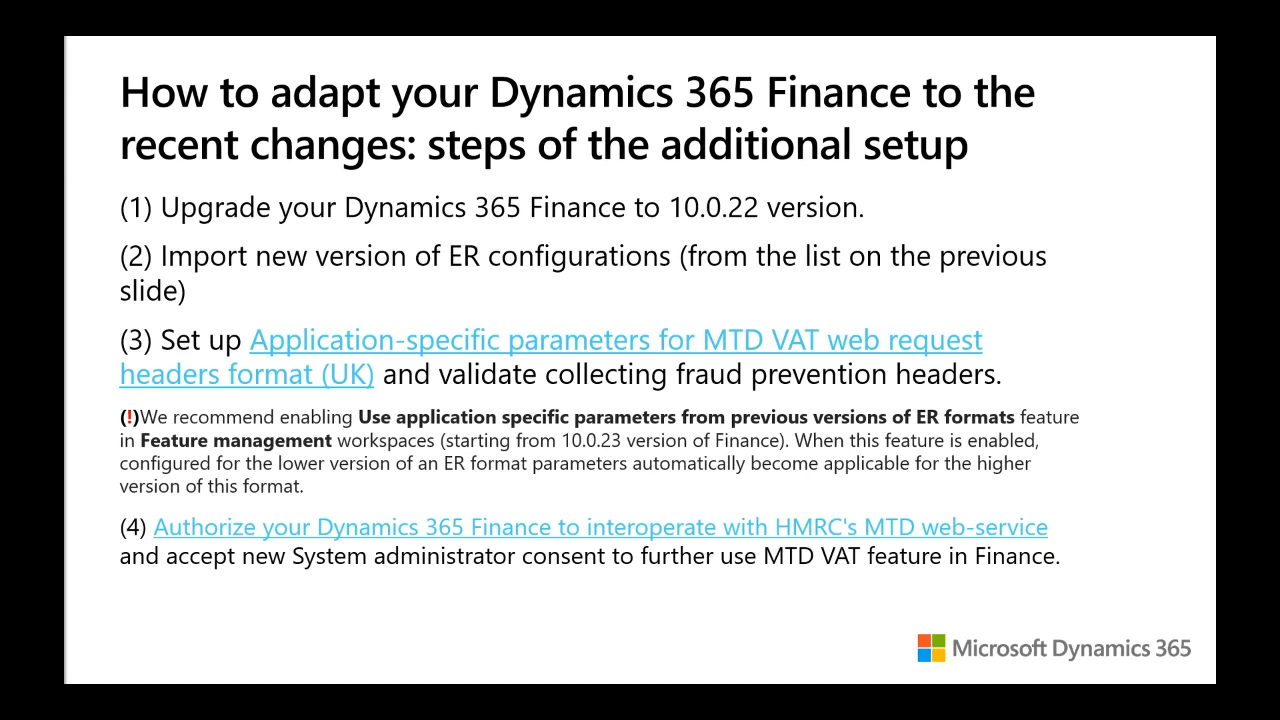 How to adapt your Dynamics 365 Finance to the
recent changes: steps of the additional setup
(1) Upgrade your Dynamics 365 Finance to 10.0.22 version.
(2) Import new version of ER configurations (from the list on the previous
slide)
(3) Set up Application-specific parameters for MTD VAT web request
headers format (UK) and validate collecting fraud prevention headers.
(!)We recommend enabling Use application specific parameters from previous versions of ER formats feature
in Feature management workspaces (starting from 10.0.23 version of Finance). When this feature is enabled,
configured for the lower version of an ER format parameters automatically become applicable for the higher
version of this format.
(4) Authorize your Dynamics 365 Finance to interoperate with HMRC's MTD web-service
and accept new System administrator consent to further use MTD VAT feature in Finance.
Microsoft Dynamics 365